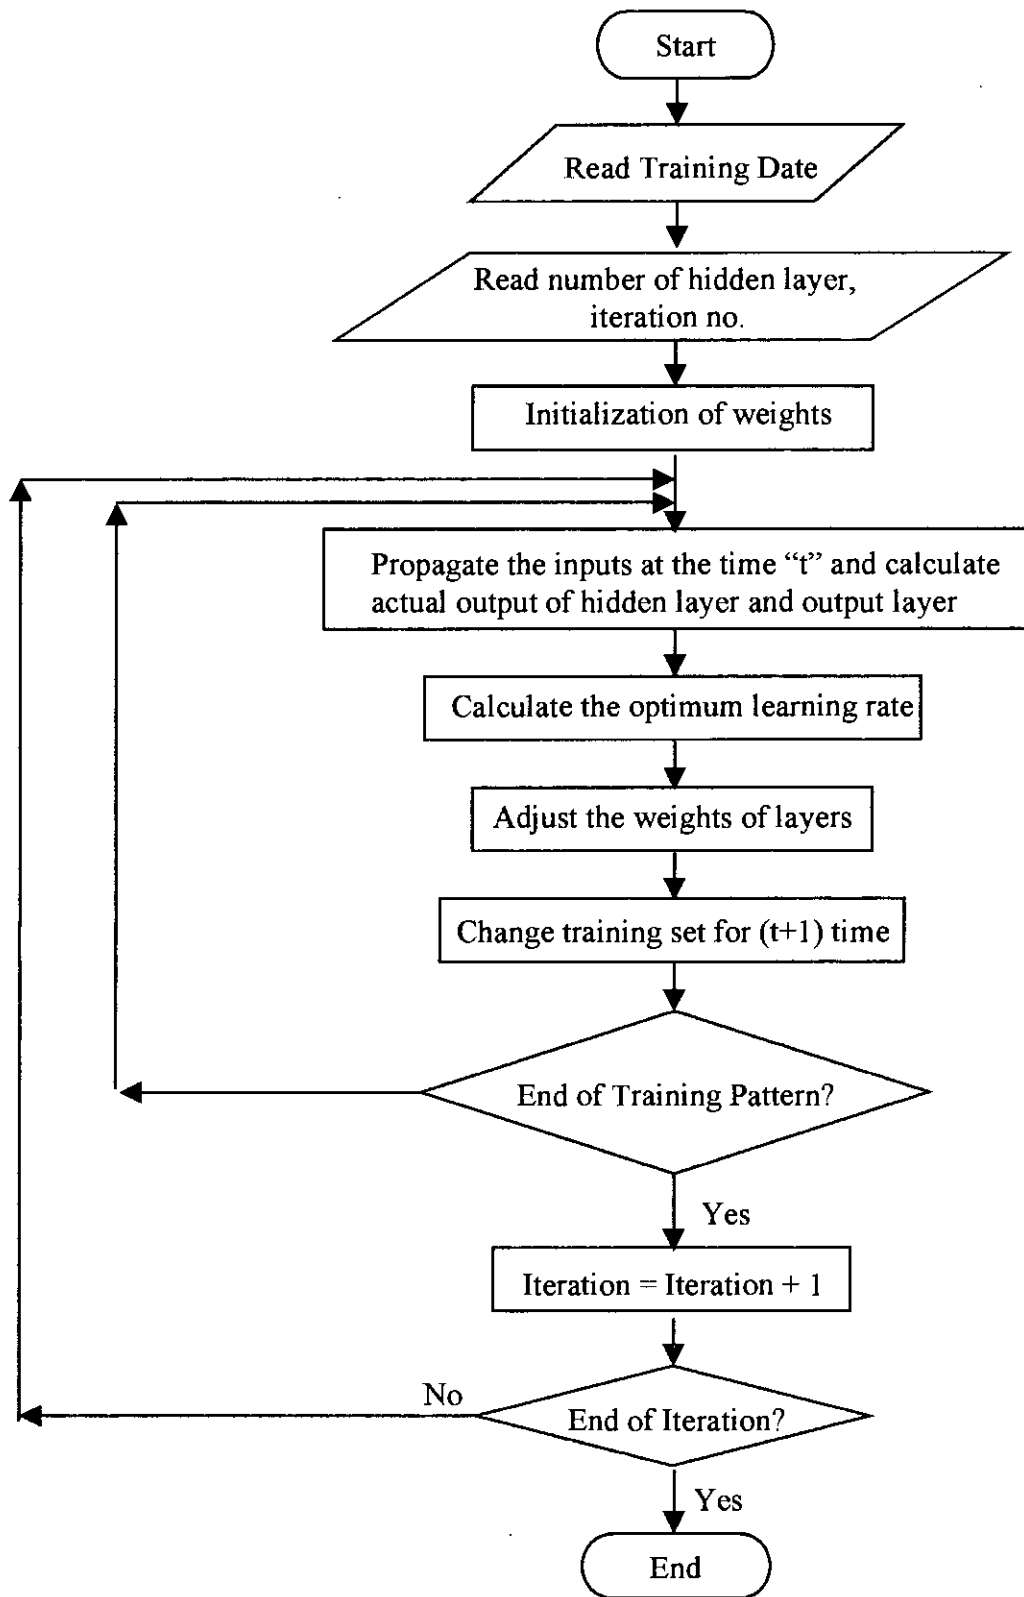 Start
Read Training Date
Read number of hidden layer,
iteration no.
Initialization of weights
Propagate the inputs at the time “t” and calculate
actual output of hidden layer and output layer
Calculate the optimum learning rate
Adjust the weights of layers
Change training set for (t+1) time
End of Training Pattern?
Yes
Iteration = Iteration + 1
No
End of Iteration?
Yes
End